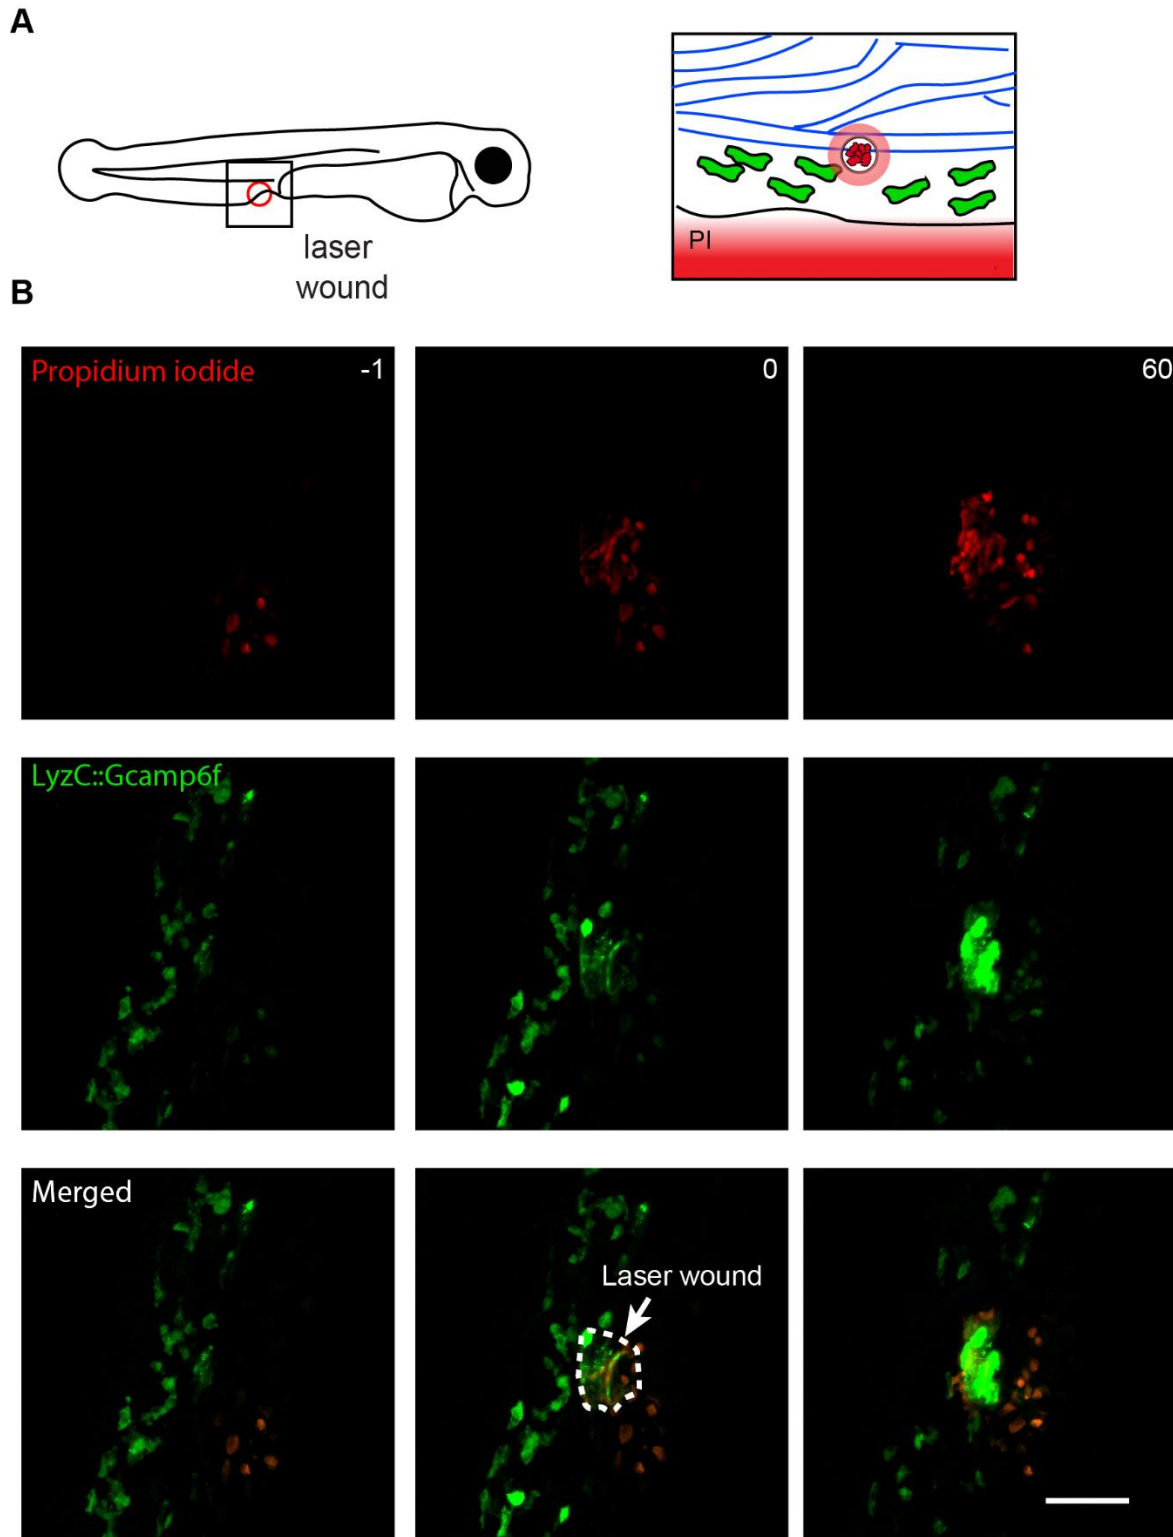 A
laser
wound
PI
B
Propidium iodide
-1
0
60
LyzC::Gcamp6f
Merged
Laser wound